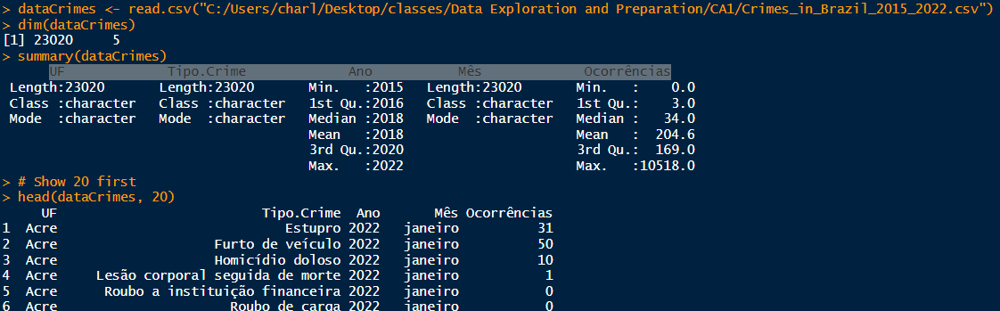 > dataCrimes <- read.csv("C:/Users/charl/Desktop/classes/Data Exploration and Preparation/CA1/Crimes_in_Brazil_2015_2022.csv")
> dim(dataCrimes)
[1] 23020     5
> summary(dataCrimes)
      UF             Tipo.Crime             Ano           Mês             Ocorrências
 Length:23020       Length:23020       Min.   :2015   Length:23020       Min.   :    0.0
 Class :character   Class :character   1st Qu.:2016   Class :character   1st Qu.:    3.0
 Mode  :character   Mode  :character   Median :2018   Mode  :character   Median :   34.0
                                       Mean   :2018                      Mean   :  204.6
                                       3rd Qu.:2020                      3rd Qu.:  169.0
                                       Max.   :2022                      Max.   :10518.0
> # Show 20 first
> head(dataCrimes, 20)
     UF                       Tipo.Crime  Ano       Mês Ocorrências
1  Acre                          Estupro 2022   janeiro          31
2  Acre                 Furto de veículo 2022   janeiro          50
3  Acre                 Homicídio doloso 2022   janeiro          10
4  Acre  Lesão corporal seguida de morte 2022   janeiro           1
5  Acre   Roubo a instituição financeira 2022   janeiro           0
6  Acre                   Roubo de carga 2022   janeiro           0